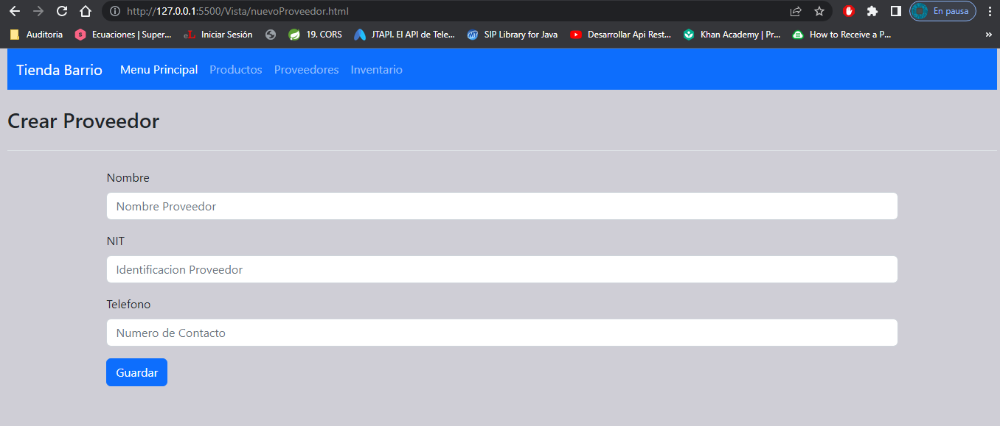 http://127.0.0.1:5500/Vista/nuevoProveedor.html En pausa
Auditoria S Ecuaciones | Super... eL Iniciar Sesión 19. CORS JTAPI. El API de Tele... MT SIP Library for Java Desarrollar Api Rest... Khan Academy | Pr... How to Receive a P... »
Tienda Barrio Menu Principal Productos Proveedores Inventario
Crear Proveedor
Nombre
Nombre Proveedor
NIT
Identificacion Proveedor
Telefono
Numero de Contacto
Guardar